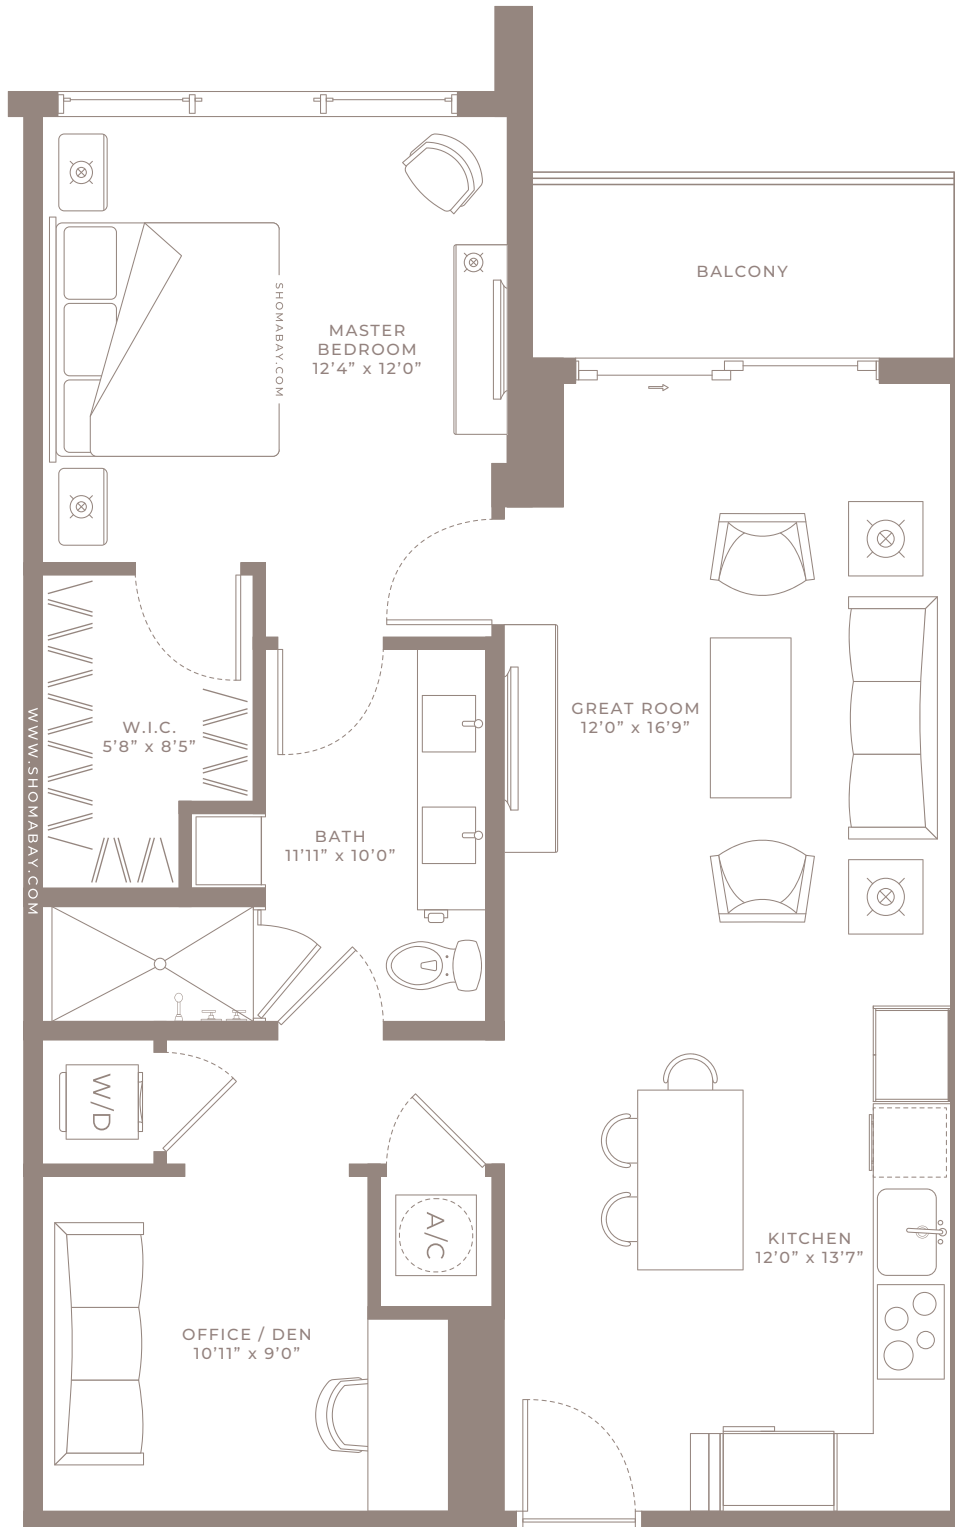 BALCONY
MASTER
BEDROOM
12’4” x 12’0”
SHOMABAY.COM
GREAT ROOM
12’0” x 16’9”
W.I.C.
5’8” x 8’5”
WWW.SHOMABAY.COM
BATH
11’11” x 10’0”
W/D
A/C
KITCHEN
12’0” x 13’7”
OFFICE / DEN
10’11” x 9’0”